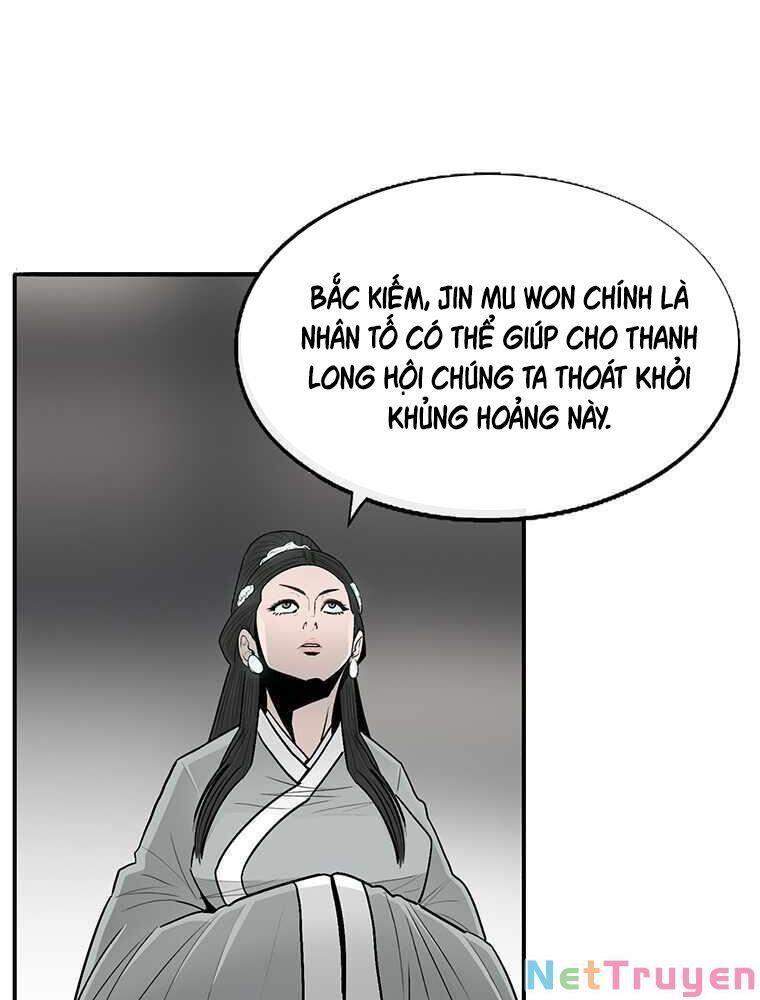 BẮC KIẾM, JIN MU WON CHÍNH LÀ
NHÂN TỐ CÓ THỂ GIÚP CHO THANH
LONG HỘI CHÚNG TA THOÁT KHỎI
KHỦNG HOẢNG NÀY.
NetTruyen